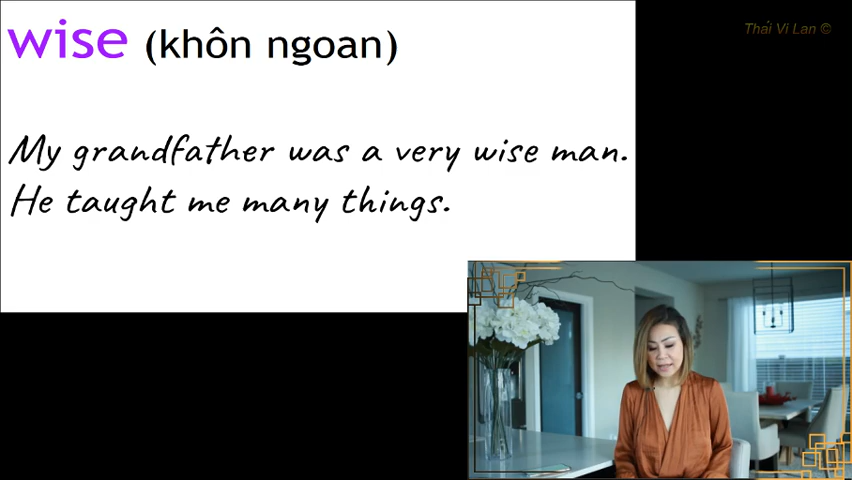 wise (khôn ngoan)
My grandfather was a very wise man.
He taught me many things.
Thái Vi Lan ©